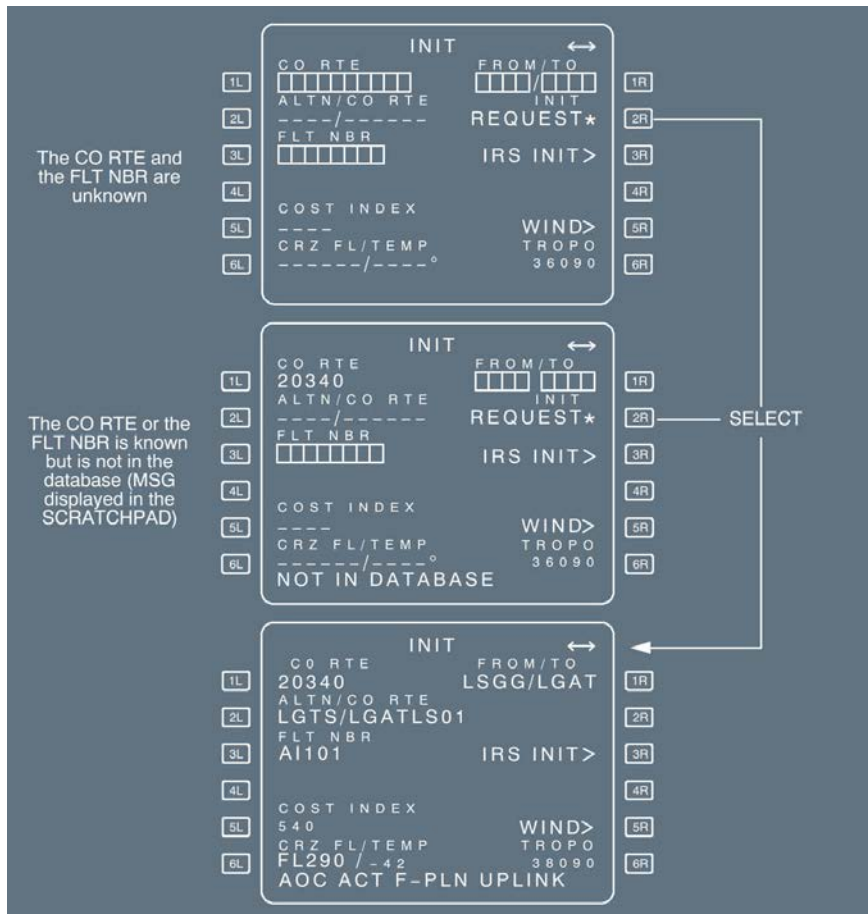 INIT ↔
CO RTE FROM/TO
1L □□□□□□□□□□ □□□□/□□□□ 1R
ALTN/CO RTE INIT
2L ----/------ REQUEST* 2R
FLT NBR
3L □□□□□□□□ IRS INIT> 3R
The CO RTE and
the FLT NBR are
unknown
4L 4R
COST INDEX
5L ---- WIND> 5R
CRZ FL/TEMP TROPO
6L ------/----° 36090 6R
INIT ↔
CO RTE FROM/TO
1L 20340 □□□□ □□□□ 1R
ALTN/CO RTE INIT
2L ----/------ REQUEST* 2R
SELECT
FLT NBR
3L □□□□□□□□ IRS INIT> 3R
The CO RTE or the
FLT NBR is known
but is not in the
database (MSG
displayed in the
SCRATCHPAD)
4L 4R
COST INDEX
5L ---- WIND> 5R
CRZ FL/TEMP TROPO
6L ------/----° 36090 6R
NOT IN DATABASE
INIT ↔
C0 RTE FROM/TO
1L 20340 LSGG/LGAT 1R
ALTN/CO RTE
2L LGTS/LGATLS01 2R
FLT NBR
3L AI101 IRS INIT> 3R
4L 4R
COST INDEX
5L 540 WIND> 5R
CRZ FL/TEMP TROPO
6L FL290 / -42 38090 6R
AOC ACT F-PLN UPLINK